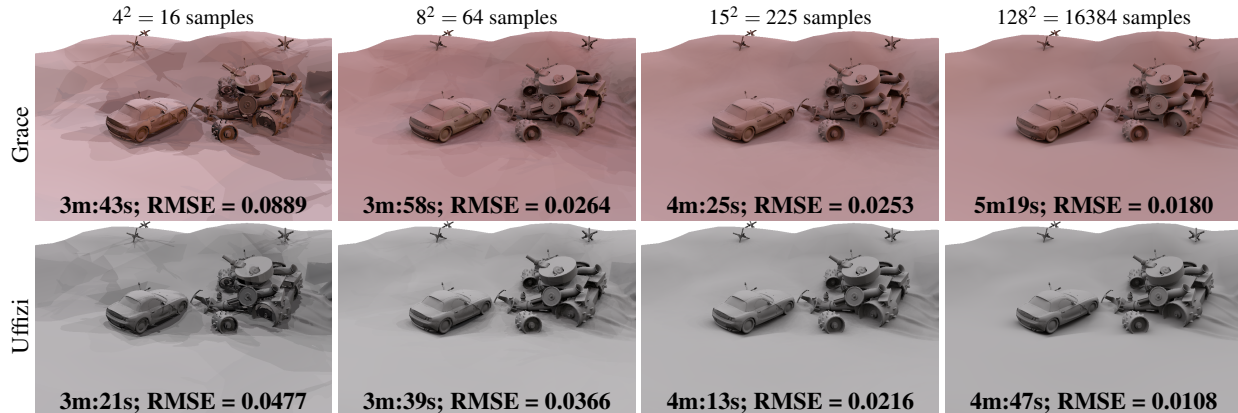 4² = 16 samples 8² = 64 samples 15² = 225 samples 128² = 16384 samples
Grace
3m:43s; RMSE = 0.0889 3m:58s; RMSE = 0.0264 4m:25s; RMSE = 0.0253 5m19s; RMSE = 0.0180
Uffizi
3m:21s; RMSE = 0.0477 3m:39s; RMSE = 0.0366 4m:13s; RMSE = 0.0216 4m:47s; RMSE = 0.0108